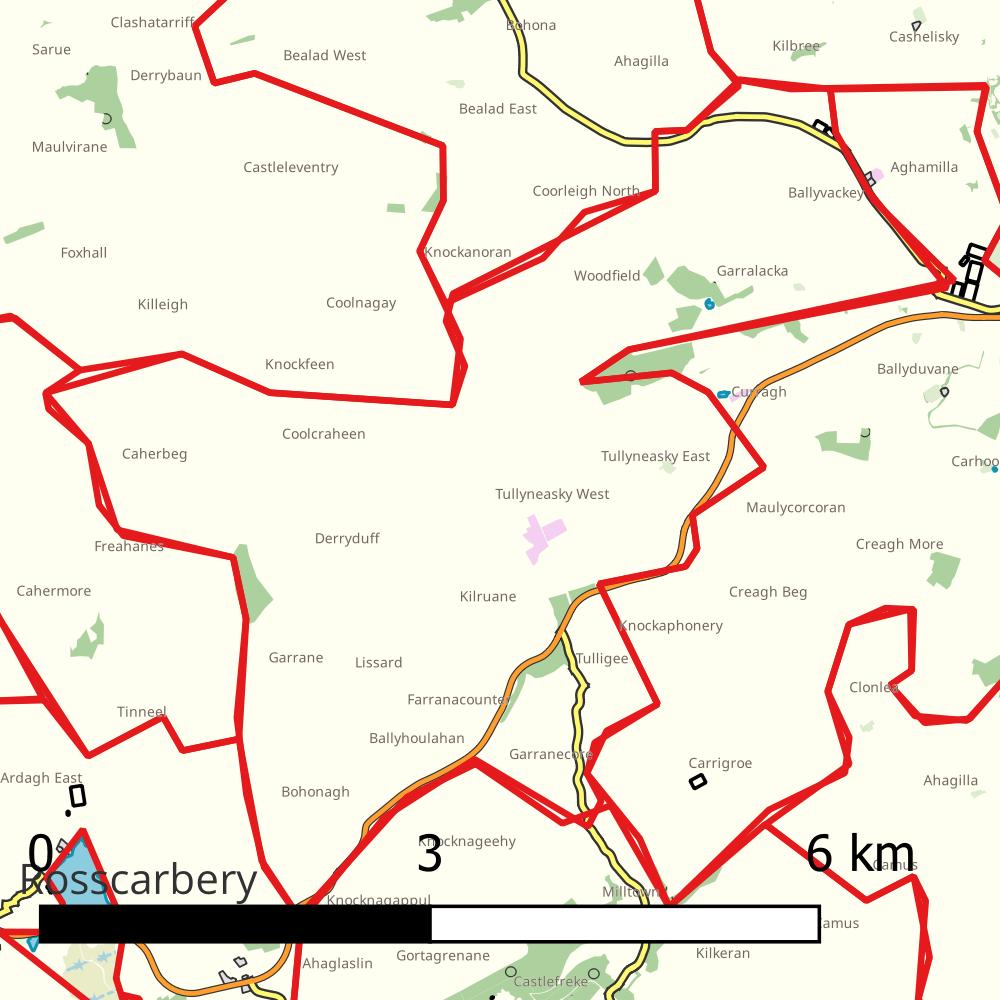 Clashatarriff
Bohona
Cashelisky
Sarue
Kilbree
Bealad West
Ahagilla
Derrybaun
Bealad East
Maulvirane
Castleleventry
Aghamilla
Coorleigh North
Ballyvackey
Foxhall
Knockanoran
Woodfield
Garralacka
Killeigh
Coolnagay
Knockfeen
Ballyduvane
Curragh
Coolcraheen
Caherbeg
Tullyneasky East
Carhoo
Tullyneasky West
Maulycorcoran
Derryduff
Freahanes
Creagh More
Cahermore
Kilruane
Creagh Beg
Knockaphonery
Garrane
Lissard
Tulligee
Clonlea
Farranacounter
Tinneel
Ballyhoulahan
Garranecore
Carrigroe
Ardagh East
Ahagilla
Bohonagh
Knocknageehy
0 3 6 km
Camus
Rosscarbery
Milltown
Knocknagappul
Camus
Gortagrenane
Kilkeran
Ahaglaslin
Castlefreke